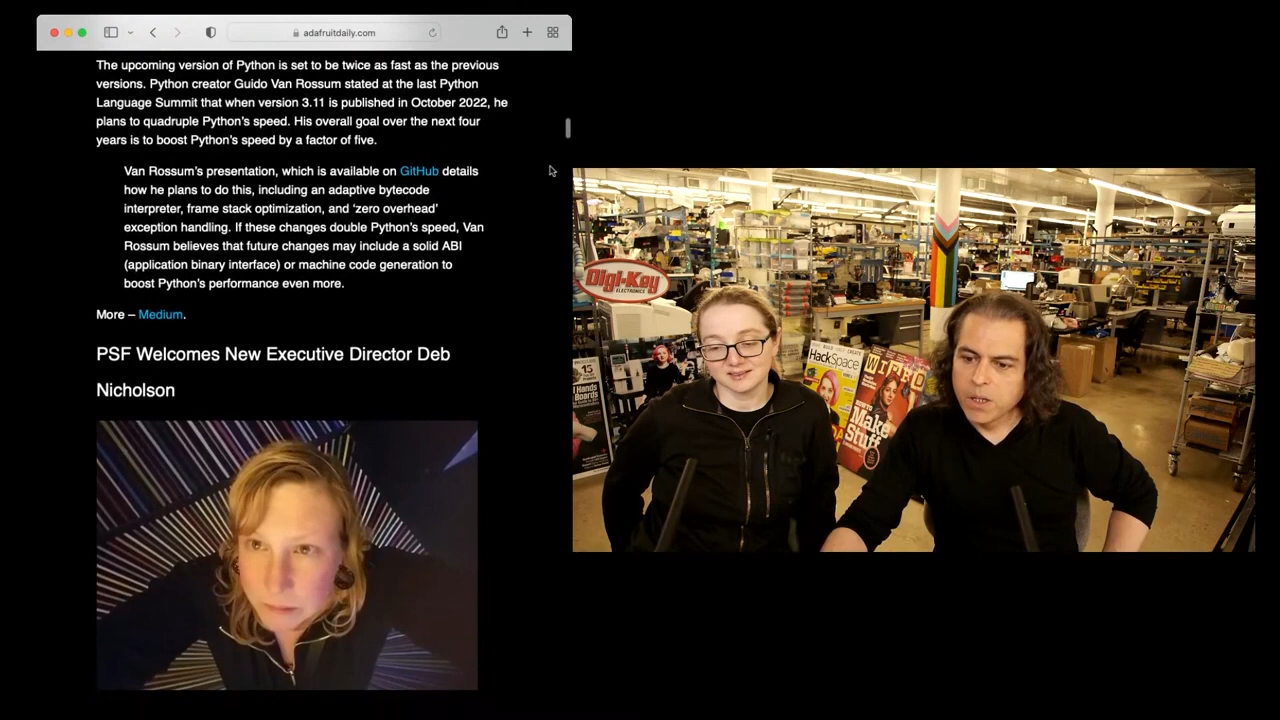 adafruitdaily.com
The upcoming version of Python is set to be twice as fast as the previous
versions. Python creator Guido Van Rossum stated at the last Python
Language Summit that when version 3.11 is published in October 2022, he
plans to quadruple Python's speed. His overall goal over the next four
years is to boost Python's speed by a factor of five.
Van Rossum's presentation, which is available on GitHub details
how he plans to do this, including an adaptive bytecode
interpreter, frame stack optimization, and 'zero overhead'
exception handling. If these changes double Python's speed, Van
Rossum believes that future changes may include a solid ABI
(application binary interface) or machine code generation to
boost Python's performance even more.
More – Medium.
PSF Welcomes New Executive Director Deb
Nicholson
Digi-Key
ELECTRONICS
HackSpace
WIRED
HOW TO
Make
Stuff
15
Hands
Boards